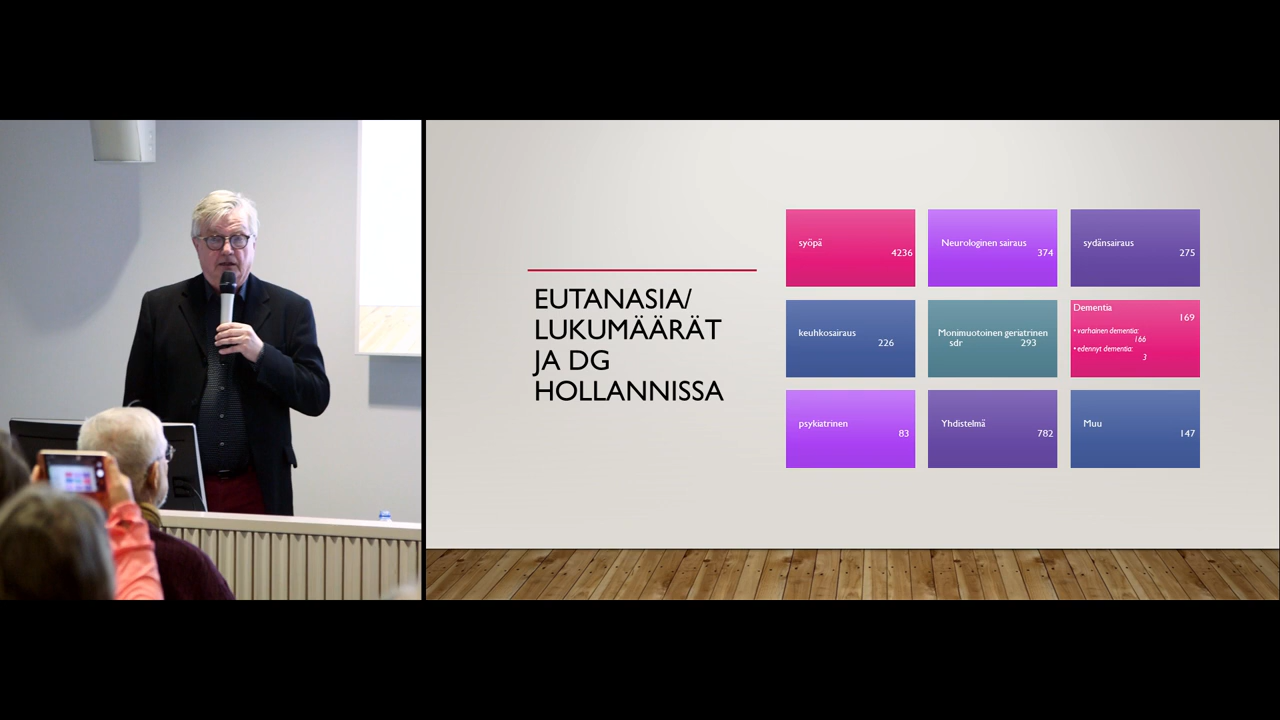 EUTANASIA/
LUKUMÄÄRÄT
JA DG
HOLLANNISSA
syöpä
4236
Neurologinen sairaus
374
sydänsairaus
275
keuhkosairaus
226
Monimuotoinen geriatrinen
sdr 293
Dementia
169
• varhainen dementia:
166
• edennyt dementia:
3
psykiatrinen
83
Yhdistelmä
782
Muu
147